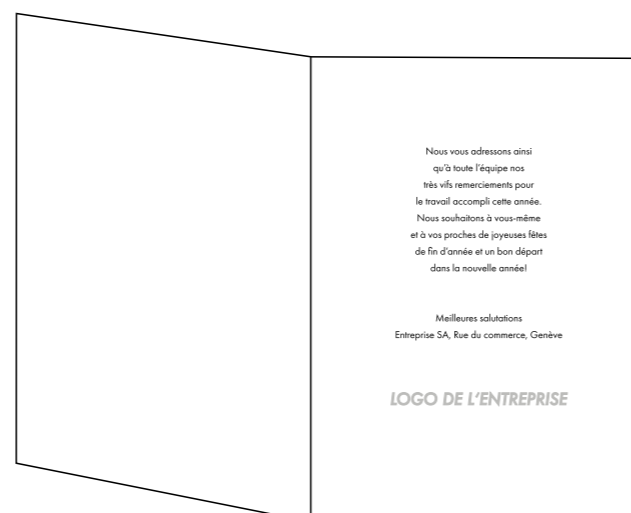 Nous vous adressons ainsi
qu'à toute l'équipe nos
très vifs remerciements pour
le travail accompli cette année.
Nous souhaitons à vous-même
et à vos proches de joyeuses fêtes
de fin d'année et un bon départ
dans la nouvelle année!
Meilleures salutations
Entreprise SA, Rue du commerce, Genève
LOGO DE L'ENTREPRISE